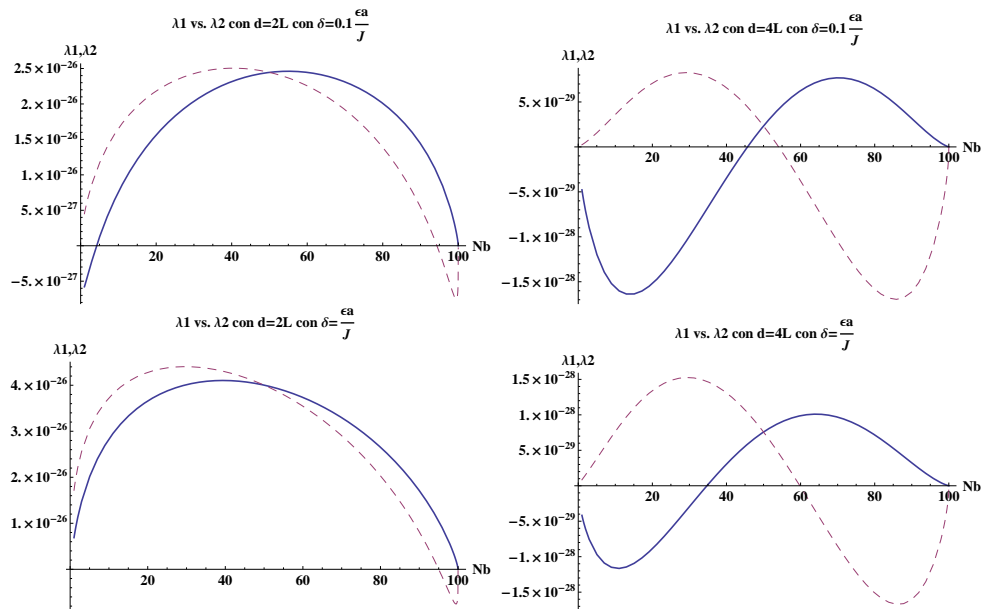 λ1 vs. λ2 con d=2L con δ=0.1 ϵa/J
λ1,λ2
2.5×10⁻²⁶
2.×10⁻²⁶
1.5×10⁻²⁶
1.×10⁻²⁶
5.×10⁻²⁷
−5.×10⁻²⁷
20 40 60 80 100 Nb
λ1 vs. λ2 con d=4L con δ=0.1 ϵa/J
λ1,λ2
5.×10⁻²⁹
−5.×10⁻²⁹
−1.×10⁻²⁸
−1.5×10⁻²⁸
20 40 60 80 100 Nb
λ1 vs. λ2 con d=2L con δ= ϵa/J
λ1,λ2
4.×10⁻²⁶
3.×10⁻²⁶
2.×10⁻²⁶
1.×10⁻²⁶
20 40 60 80 100 Nb
λ1 vs. λ2 con d=4L con δ= ϵa/J
λ1,λ2
1.5×10⁻²⁸
1.×10⁻²⁸
5.×10⁻²⁹
−5.×10⁻²⁹
−1.×10⁻²⁸
−1.5×10⁻²⁸
20 40 60 80 100 Nb